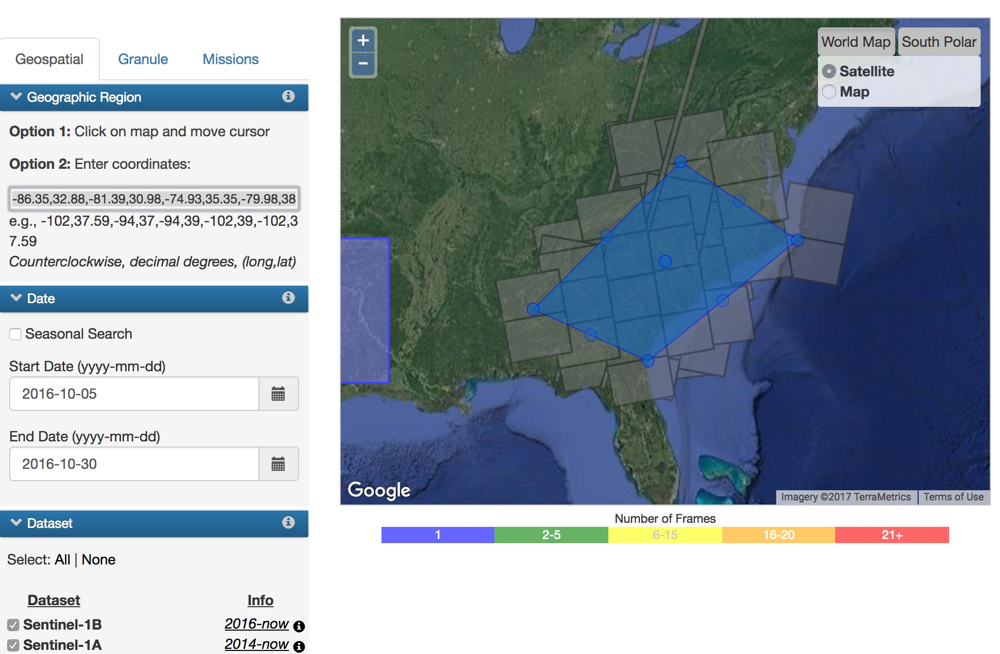 Geospatial Granule Missions
Geographic Region
Option 1: Click on map and move cursor
Option 2: Enter coordinates:
-86.35,32.88,-81.39,30.98,-74.93,35.35,-79.98,38
e.g., -102,37.59,-94,37,-94,39,-102,39,-102,3
7.59
Counterclockwise, decimal degrees, (long,lat)
Date
Seasonal Search
Start Date (yyyy-mm-dd)
2016-10-05
End Date (yyyy-mm-dd)
2016-10-30
Dataset
Select: All | None
Dataset Info
Sentinel-1B 2016-now
Sentinel-1A 2014-now
+
−
World Map South Polar
Satellite
Map
Google
Imagery ©2017 TerraMetrics Terms of Use
Number of Frames
1 2-5 6-15 16-20 21+